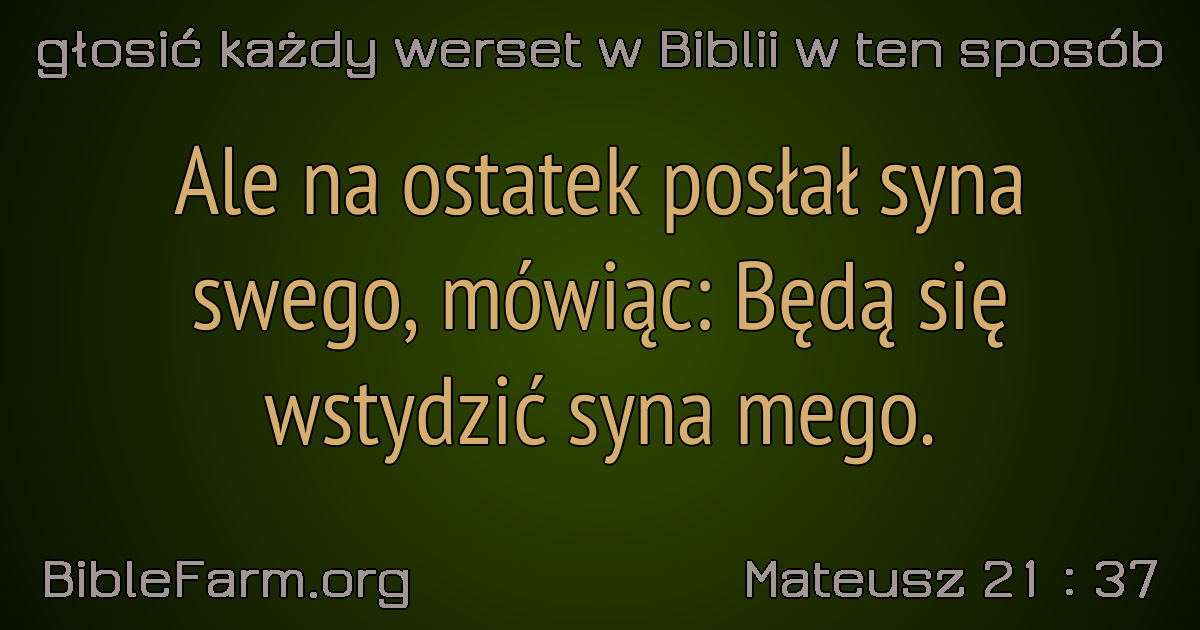 głosić każdy werset w Biblii w ten sposób
Ale na ostatek posłał syna
swego, mówiąc: Będą się
wstydzić syna mego.
BibleFarm.org
Mateusz 21 : 37